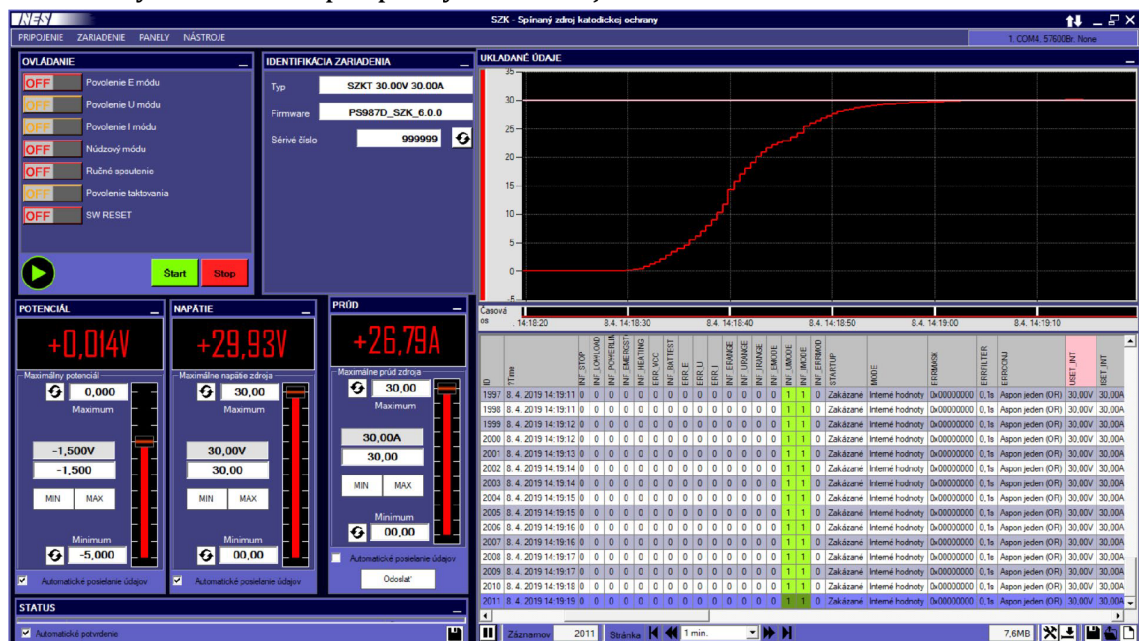 NES
SZK - Spínaný zdroj katodickej ochrany
PRIPOJENIE ZARIADENIE PANELY NÁSTROJE
1. COM4. 57600Br. None
OVLÁDANIE
OFF Povolenie E módu
OFF Povolenie U módu
OFF Povolenie I módu
OFF Núdzový módu
OFF Ručné spustenie
OFF Povolenie taktovania
OFF SW RESET
Štart Stop
IDENTIFIKÁCIA ZARIADENIA
Typ SZKT 30.00V 30.00A
Firmware PS987D_SZK_6.0.0
Sérivé číslo 999999
UKLADANÉ ÚDAJE
35
30
25
20
15
10
5
0
-5
Časová os
. 14:18:20 8.4. 14:18:30 8.4. 14:18:40 8.4. 14:18:50 8.4. 14:19:00 8.4. 14:19:10
POTENCIÁL
+0,014V
Maximálny potenciál
0,000
Maximum
-1,500V
-1,500
MIN MAX
Minimum
-5,000
Automatické posielanie údajov
NAPÄTIE
+29,93V
Maximálne napätie zdroja
30,00
Maximum
30,00V
30,00
MIN MAX
Minimum
00,00
Automatické posielanie údajov
PRÚD
+26,79A
Maximálne prúd zdroja
30,00
Maximum
30,00A
30,00
MIN MAX
Minimum
00,00
Automatické posielanie údajov
Odoslať
STATUS
Automatické potvrdenie
ID ?Time INF_STOP INF_LOWLOAD INF_POWERLIN INF_EMERGST INF_HEATING ERR_VCC INF_BATTEST ERR_E ERR_U ERR_I INF_ERANGE INF_URANGE INF_IRANGE INF_EMODE INF_UMODE INF_IMODE INF_ERRMOD STARTUP MODE ERRMASK ERRFILTER ERRCONJ USET_INT ISET_INT
1997 8. 4. 2019 14:19:11 0 0 0 0 0 0 0 0 0 0 0 0 0 0 1 1 0 Zakázané Interné hodnoty 0x00000000 0,1s Aspon jeden (OR) 30,00V 30,00A
1998 8. 4. 2019 14:19:11 0 0 0 0 0 0 0 0 0 0 0 0 0 0 1 1 0 Zakázané Interné hodnoty 0x00000000 0,1s Aspon jeden (OR) 30,00V 30,00A
1999 8. 4. 2019 14:19:12 0 0 0 0 0 0 0 0 0 0 0 0 0 0 1 1 0 Zakázané Interné hodnoty 0x00000000 0,1s Aspon jeden (OR) 30,00V 30,00A
2000 8. 4. 2019 14:19:12 0 0 0 0 0 0 0 0 0 0 0 0 0 0 1 1 0 Zakázané Interné hodnoty 0x00000000 0,1s Aspon jeden (OR) 30,00V 30,00A
2001 8. 4. 2019 14:19:13 0 0 0 0 0 0 0 0 0 0 0 0 0 0 1 1 0 Zakázané Interné hodnoty 0x00000000 0,1s Aspon jeden (OR) 30,00V 30,00A
2002 8. 4. 2019 14:19:14 0 0 0 0 0 0 0 0 0 0 0 0 0 0 1 1 0 Zakázané Interné hodnoty 0x00000000 0,1s Aspon jeden (OR) 30,00V 30,00A
2003 8. 4. 2019 14:19:14 0 0 0 0 0 0 0 0 0 0 0 0 0 0 1 1 0 Zakázané Interné hodnoty 0x00000000 0,1s Aspon jeden (OR) 30,00V 30,00A
2004 8. 4. 2019 14:19:15 0 0 0 0 0 0 0 0 0 0 0 0 0 0 1 1 0 Zakázané Interné hodnoty 0x00000000 0,1s Aspon jeden (OR) 30,00V 30,00A
2005 8. 4. 2019 14:19:15 0 0 0 0 0 0 0 0 0 0 0 0 0 0 1 1 0 Zakázané Interné hodnoty 0x00000000 0,1s Aspon jeden (OR) 30,00V 30,00A
2006 8. 4. 2019 14:19:16 0 0 0 0 0 0 0 0 0 0 0 0 0 0 1 1 0 Zakázané Interné hodnoty 0x00000000 0,1s Aspon jeden (OR) 30,00V 30,00A
2007 8. 4. 2019 14:19:16 0 0 0 0 0 0 0 0 0 0 0 0 0 0 1 1 0 Zakázané Interné hodnoty 0x00000000 0,1s Aspon jeden (OR) 30,00V 30,00A
2008 8. 4. 2019 14:19:17 0 0 0 0 0 0 0 0 0 0 0 0 0 0 1 1 0 Zakázané Interné hodnoty 0x00000000 0,1s Aspon jeden (OR) 30,00V 30,00A
2009 8. 4. 2019 14:19:17 0 0 0 0 0 0 0 0 0 0 0 0 0 0 1 1 0 Zakázané Interné hodnoty 0x00000000 0,1s Aspon jeden (OR) 30,00V 30,00A
2010 8. 4. 2019 14:19:18 0 0 0 0 0 0 0 0 0 0 0 0 0 0 1 1 0 Zakázané Interné hodnoty 0x00000000 0,1s Aspon jeden (OR) 30,00V 30,00A
2011 8. 4. 2019 14:19:19 0 0 0 0 0 0 0 0 0 0 0 0 0 0 1 1 0 Zakázané Interné hodnoty 0x00000000 0,1s Aspon jeden (OR) 30,00V 30,00A
Záznamov 2011 Stránka 1 min. 7,6MB